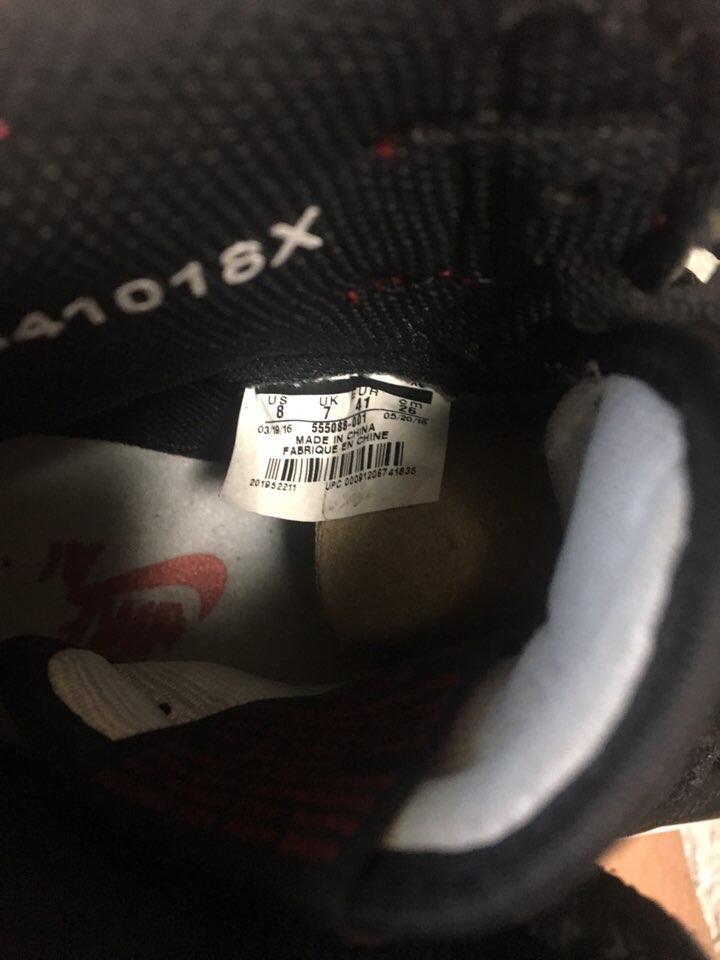 41018X
US UK EUR cm
8 7 41 26
03/19/16 555088-001 05/20/16
MADE IN CHINA
FABRIQUE EN CHINE
201952211 UPC 00091206741835